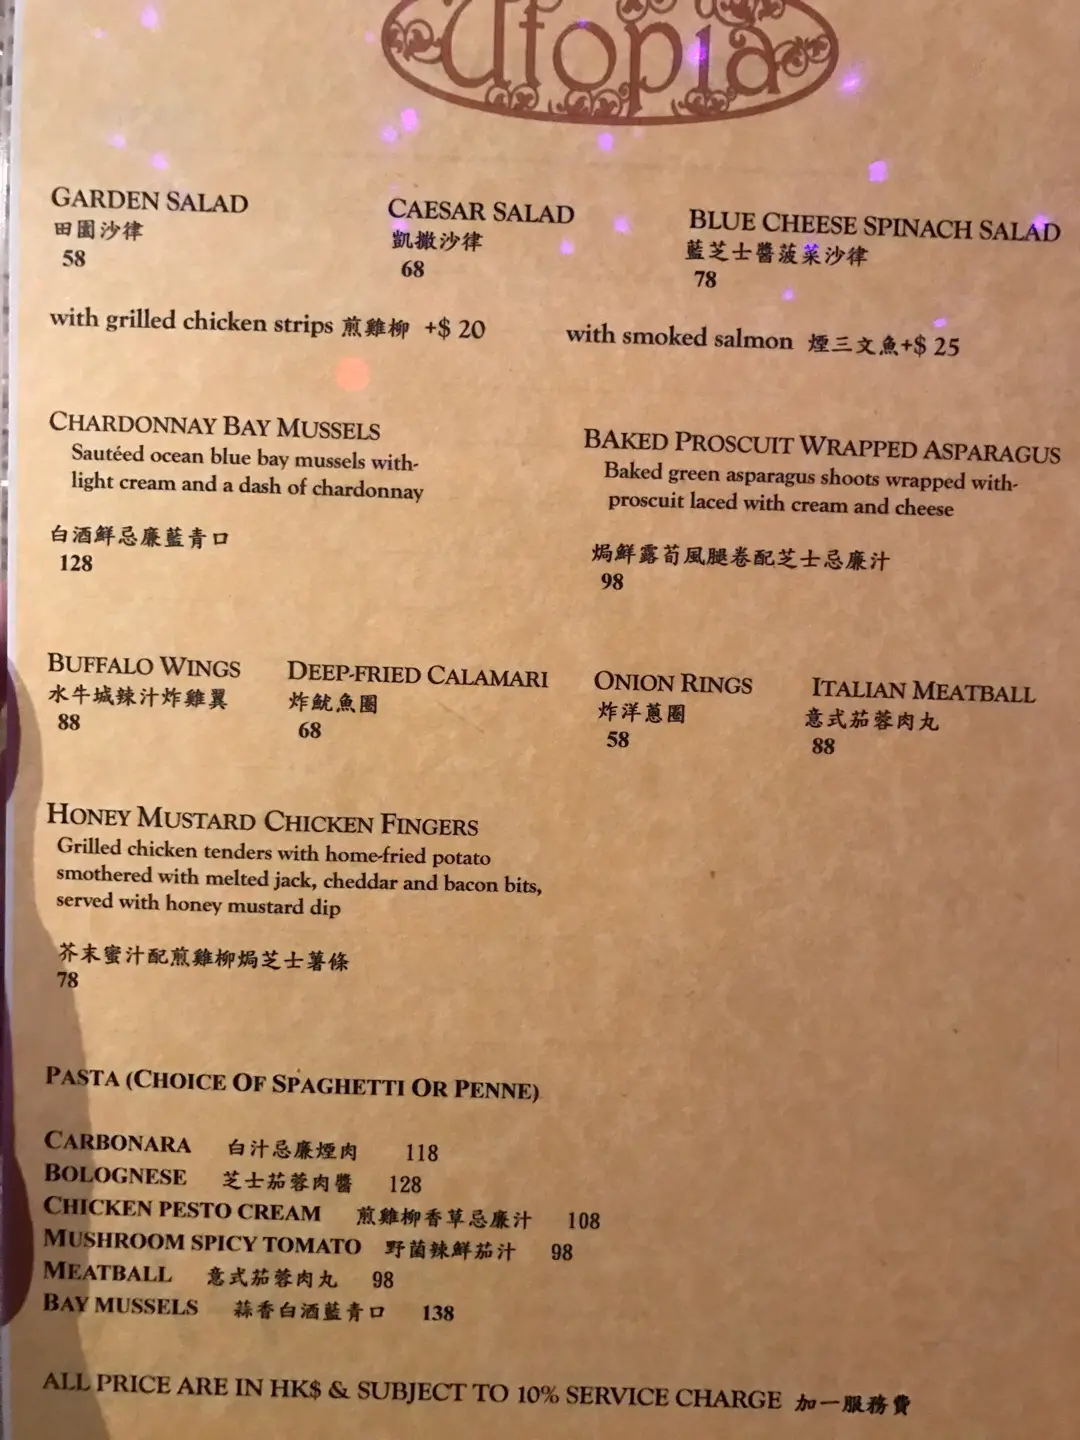 Utopia
GARDEN SALAD
田園沙律
58
CAESAR SALAD
凱撒沙律
68
BLUE CHEESE SPINACH SALAD
藍芝士醬菠菜沙律
78
with grilled chicken strips 煎雞柳 +$ 20
with smoked salmon 煙三文魚+$ 25
CHARDONNAY BAY MUSSELS
Sautéed ocean blue bay mussels with-
light cream and a dash of chardonnay
白酒鮮忌廉藍青口
128
BAKED PROSCUIT WRAPPED ASPARAGUS
Baked green asparagus shoots wrapped with-
proscuit laced with cream and cheese
焗鮮露荀風腿卷配芝士忌廉汁
98
BUFFALO WINGS
水牛城辣汁炸雞翼
88
DEEP-FRIED CALAMARI
炸魷魚圈
68
ONION RINGS
炸洋蔥圈
58
ITALIAN MEATBALL
意式茄蓉肉丸
88
HONEY MUSTARD CHICKEN FINGERS
Grilled chicken tenders with home-fried potato
smothered with melted jack, cheddar and bacon bits,
served with honey mustard dip
芥末蜜汁配煎雞柳焗芝士薯條
78
PASTA (CHOICE OF SPAGHETTI OR PENNE)
CARBONARA 白汁忌廉煙肉 118
BOLOGNESE 芝士茄蓉肉醬 128
CHICKEN PESTO CREAM 煎雞柳香草忌廉汁 108
MUSHROOM SPICY TOMATO 野菌辣鮮茄汁 98
MEATBALL 意式茄蓉肉丸 98
BAY MUSSELS 蒜香白酒藍青口 138
ALL PRICE ARE IN HK$ & SUBJECT TO 10% SERVICE CHARGE 加一服務費